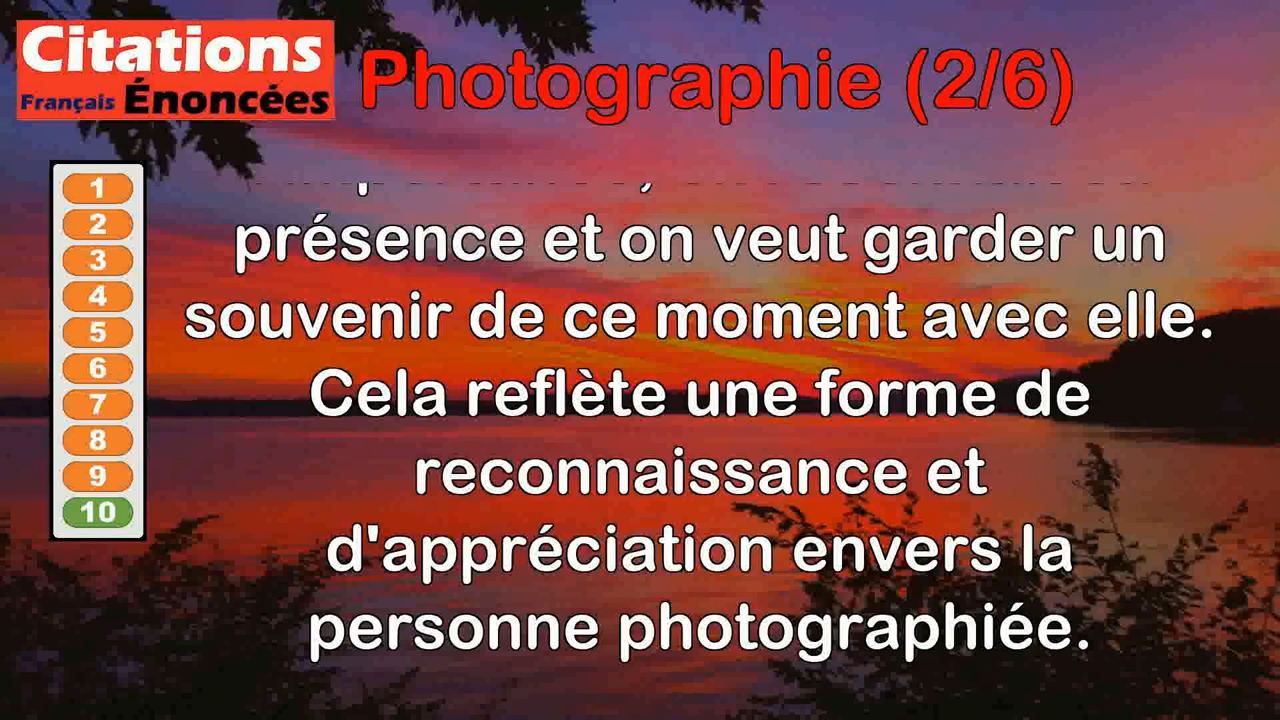 Citations
Français Énoncées
Photographie (2/6)
1
2
3
4
5
6
7
8
9
10
présence et on veut garder un
souvenir de ce moment avec elle.
Cela reflète une forme de
reconnaissance et
d'appréciation envers la
personne photographiée.